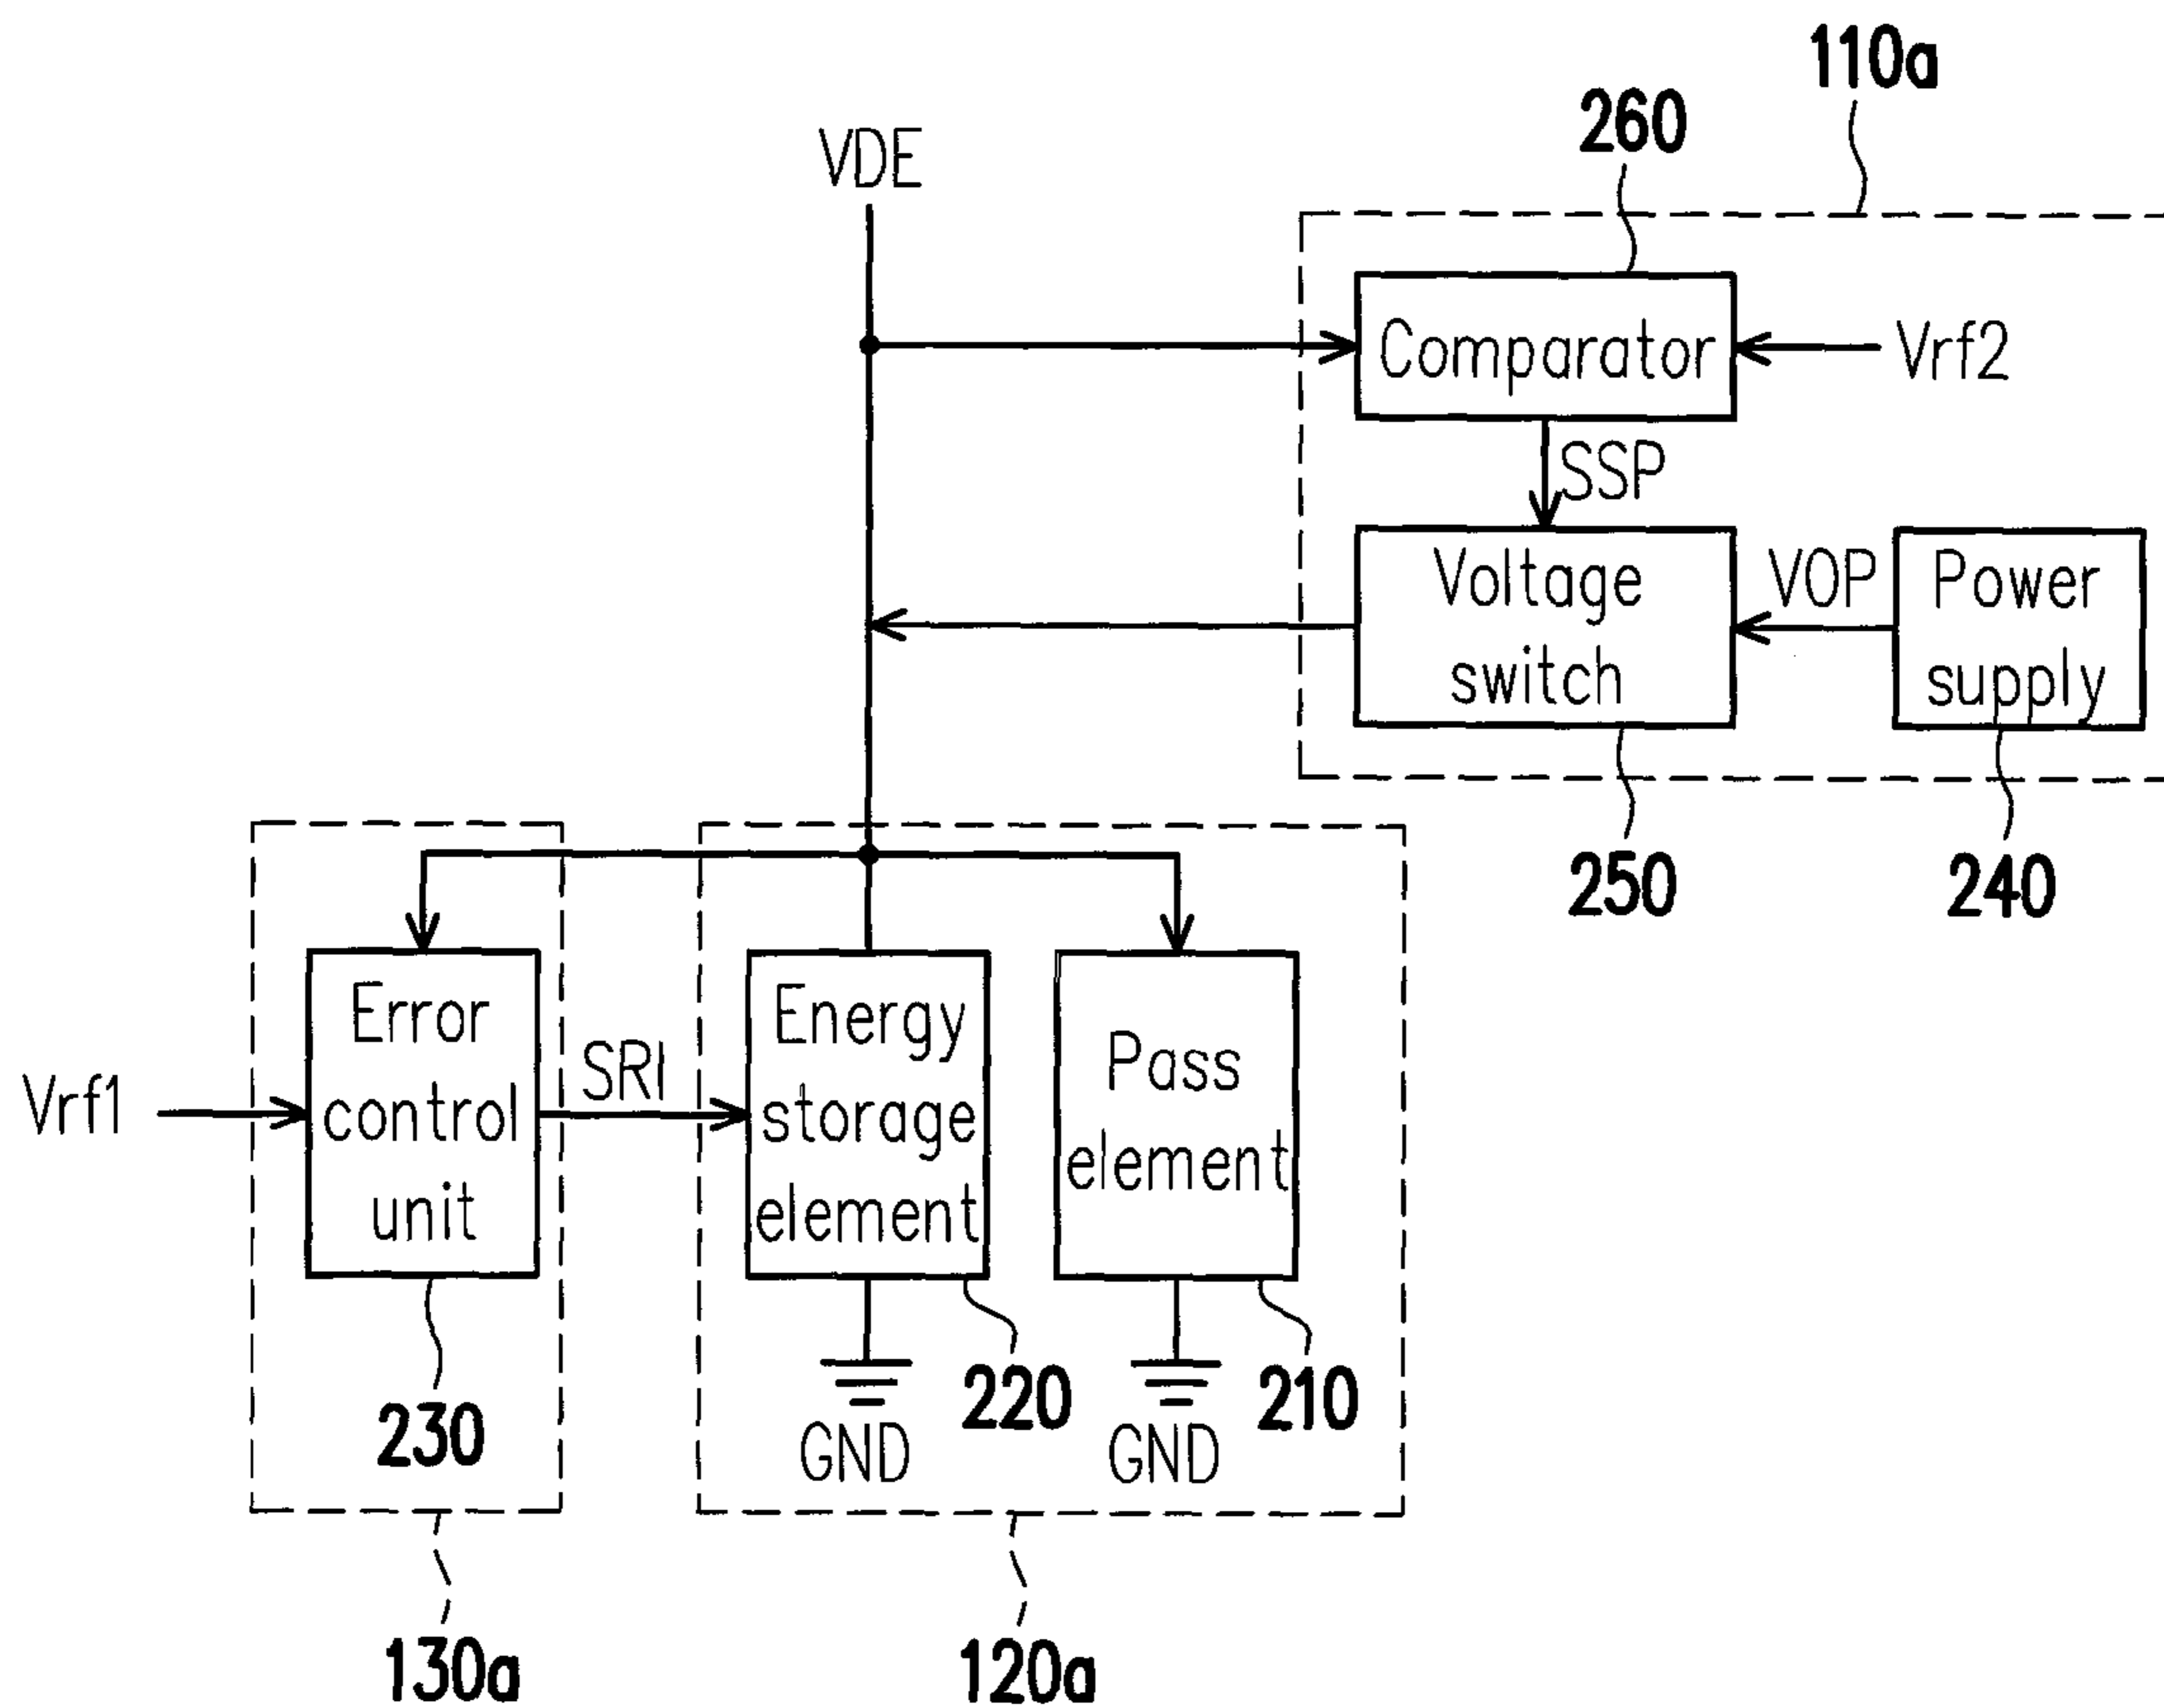 110a
260
VDE
Comparator
Vrf2
SSP
Voltage
switch
VOP
Power
supply
250
240
Error
control
unit
Vrf1
SRI
Energy
storage
element
Pass
element
230
220
210
GND
GND
130a
120a